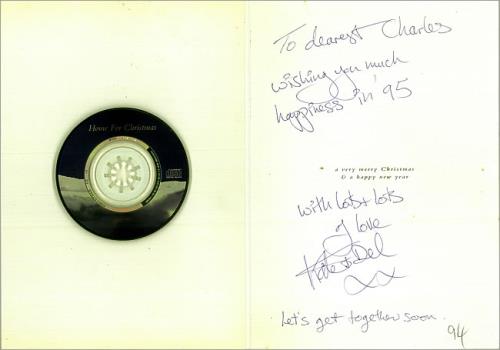 Home For Christmas
To dearest Charles
wishing you much
happiness in '95
a very merry Christmas
& a happy new year
with lots + lots
of love
Kate + Del
xx
Let's get together soon.
94